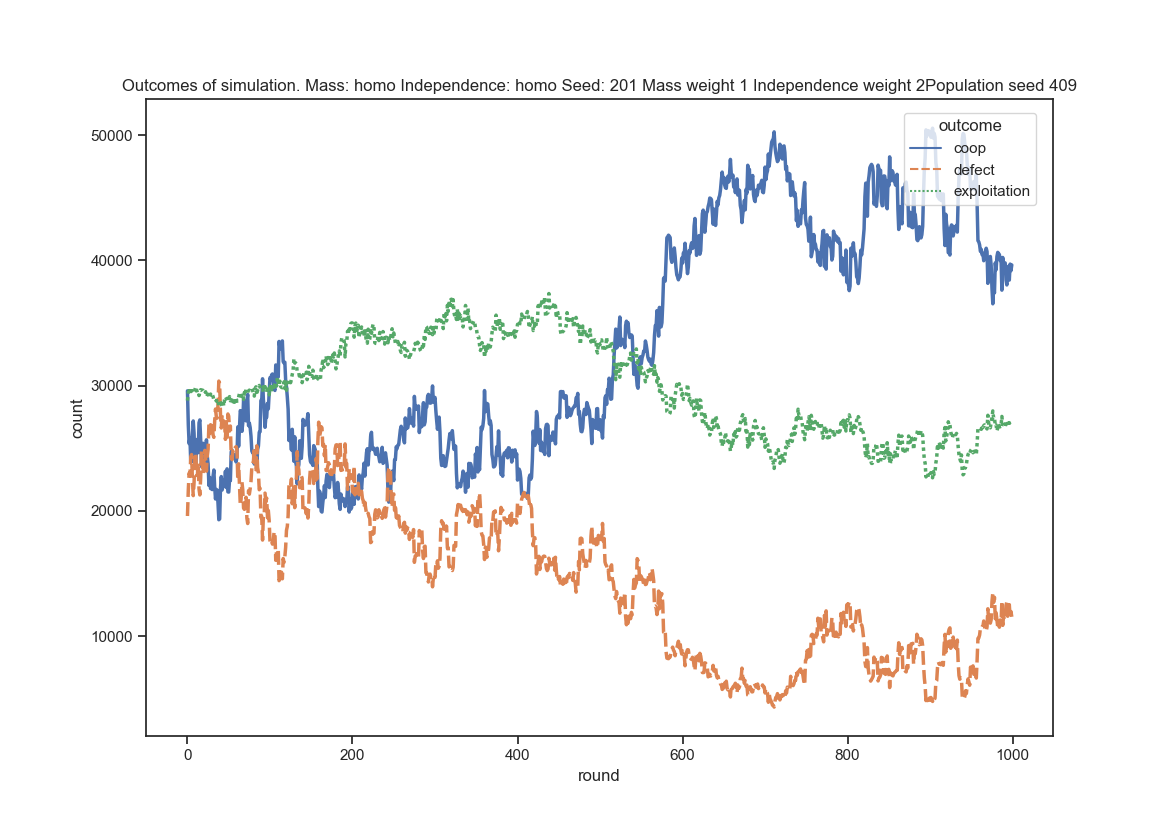 Outcomes of simulation. Mass: homo Independence: homo Seed: 201 Mass weight 1 Independence weight 2Population seed 409
outcome
coop
defect
exploitation
50000
40000
30000
20000
10000
count
0
200
400
600
800
1000
round